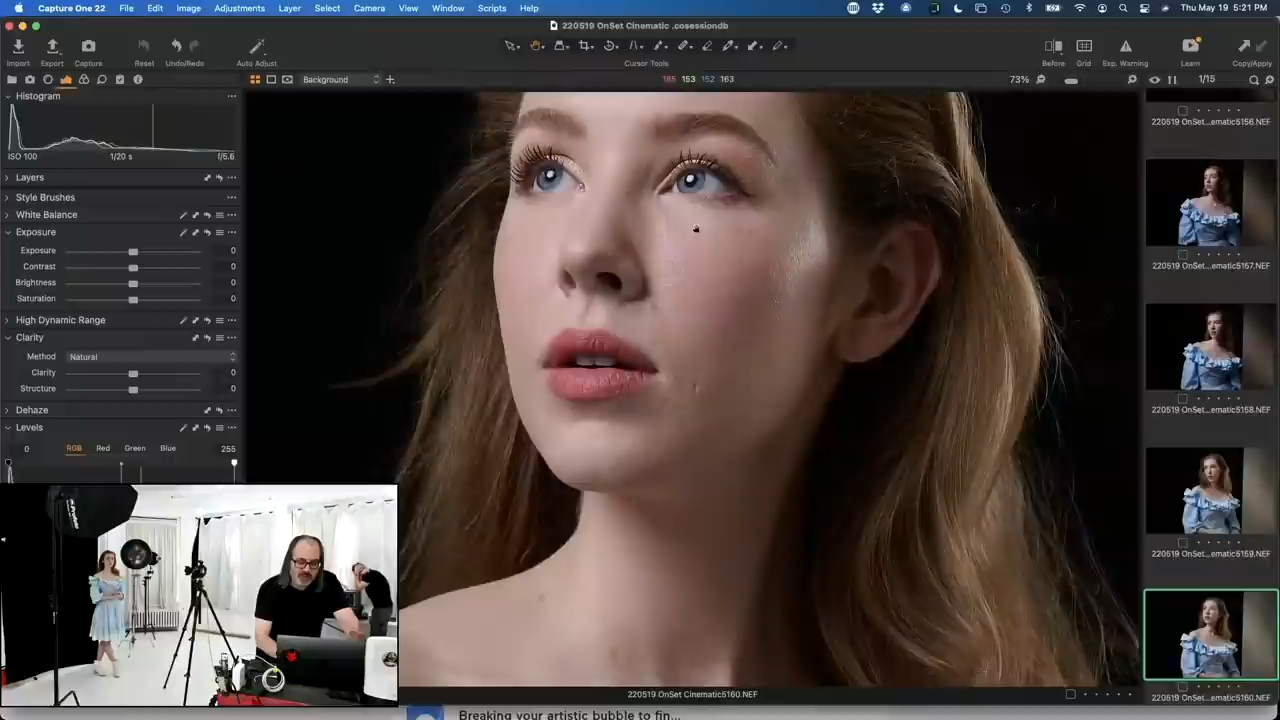 Capture One 22 File Edit View Image Adjustments Layer Select Camera View Window Scripts Help Thu May 19 5:21 PM
220519 OnSet Cinematic .cosessiondb
Import Export Capture Reset Undo/Redo Auto Adjust Cursor Tools Before Grid Exp. Warning Learn Copy/Apply
Background 165 153 152 163 73% 1/15
Histogram
ISO 100 1/20 s f/5.6
Layers
Style Brushes
White Balance
Exposure
Exposure 0
Contrast 0
Brightness 0
Saturation 0
High Dynamic Range
Clarity
Method Natural
Clarity 0
Structure 0
Dehaze
Levels
0 RGB Red Green Blue 255
220519 OnSet...ematic5156.NEF
220519 OnSet...ematic5157.NEF
220519 OnSet...ematic5158.NEF
220519 OnSet...ematic5159.NEF
220519 OnSet...ematic5160.NEF
220519 OnSet Cinematic5160.NEF
Breaking your artistic bubble to fin...